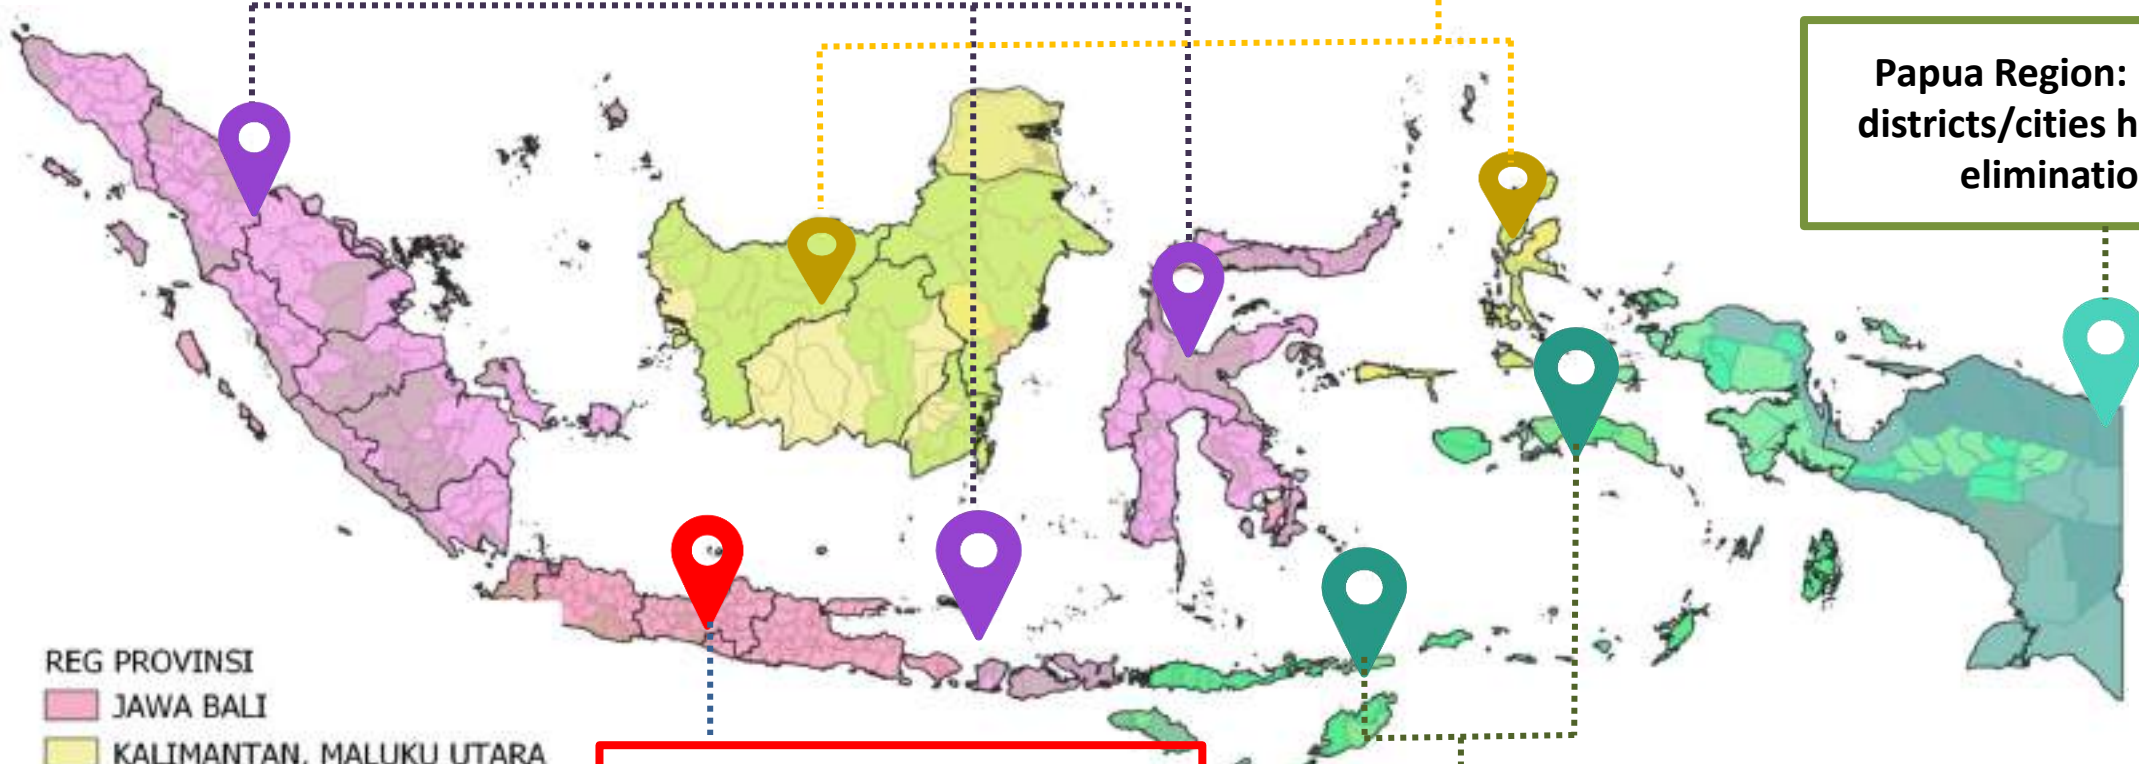 Papua Region:
districts/cities h
eliminatio
REG PROVINSI
JAWA BALI
KALIMANTAN, MALUKU UTARA